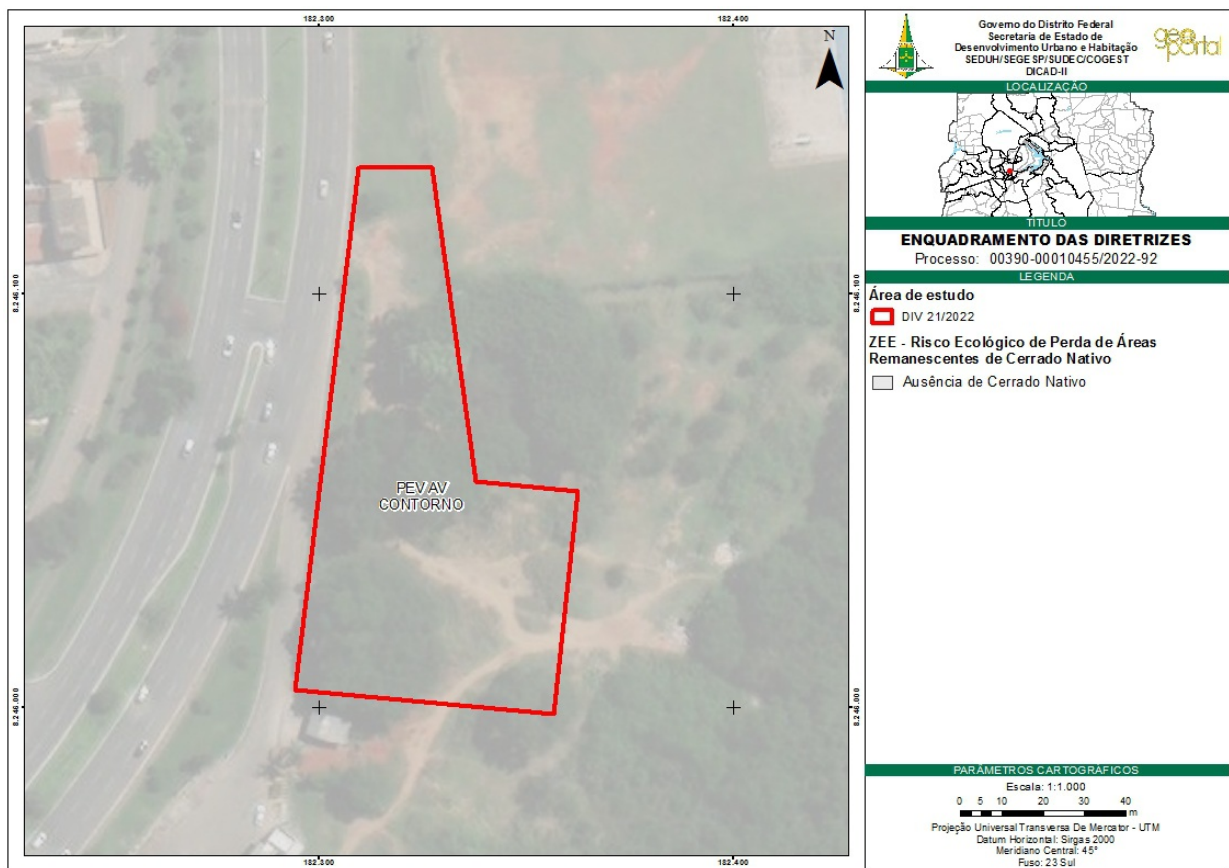 182.300
182.400
8.246.100
8.246.000
N
PEV AV
CONTORNO
8.246.100
8.246.000
182.300
182.400
Governo do Distrito Federal
Secretaria de Estado de
Desenvolvimento Urbano e Habitação
SEDUH/SEGESP/SUDEC/COGEST
DICAD-II
geo
portal
LOCALIZAÇÃO
TÍTULO
ENQUADRAMENTO DAS DIRETRIZES
Processo: 00390-00010455/2022-92
LEGENDA
Área de estudo
DIV 21/2022
ZEE - Risco Ecológico de Perda de Áreas
Remanescentes de Cerrado Nativo
Ausência de Cerrado Nativo
PARÂMETROS CARTOGRÁFICOS
Escala: 1:1.000
0 5 10 20 30 40
m
Projeção Universal Transversa De Mercator - UTM
Datum Horizontal: Sirgas 2000
Meridiano Central: 45°
Fuso: 23 Sul